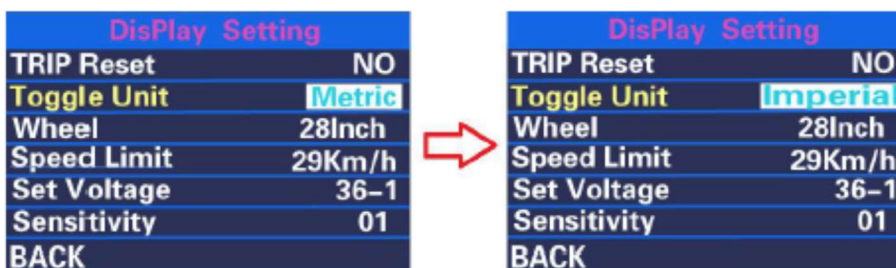 DisPlay Setting
TRIP Reset NO
Toggle Unit Metric
Wheel 28Inch
Speed Limit 29Km/h
Set Voltage 36-1
Sensitivity 01
BACK
DisPlay Setting
TRIP Reset NO
Toggle Unit Imperial
Wheel 28Inch
Speed Limit 29Km/h
Set Voltage 36-1
Sensitivity 01
BACK